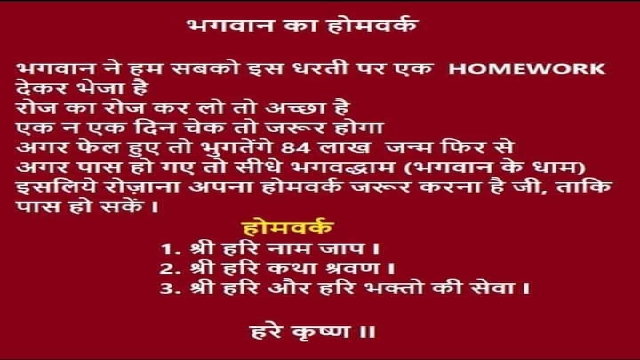 भगवान का होमवर्क
भगवान ने हम सबको इस धरती पर एक HOMEWORK
देकर भेजा है
रोज का रोज कर लो तो अच्छा है
एक न एक दिन चेक तो जरूर होगा
अगर फेल हुए तो भुगतेंगे 84 लाख जन्म फिर से
अगर पास हो गए तो सीधे भगवद्धाम (भगवान के धाम)
इसलिये रोज़ाना अपना होमवर्क जरूर करना है जी, ताकि
पास हो सकें ।
होमवर्क
1. श्री हरि नाम जाप ।
2. श्री हरि कथा श्रवण ।
3. श्री हरि और हरि भक्तो की सेवा ।
हरे कृष्ण ।।